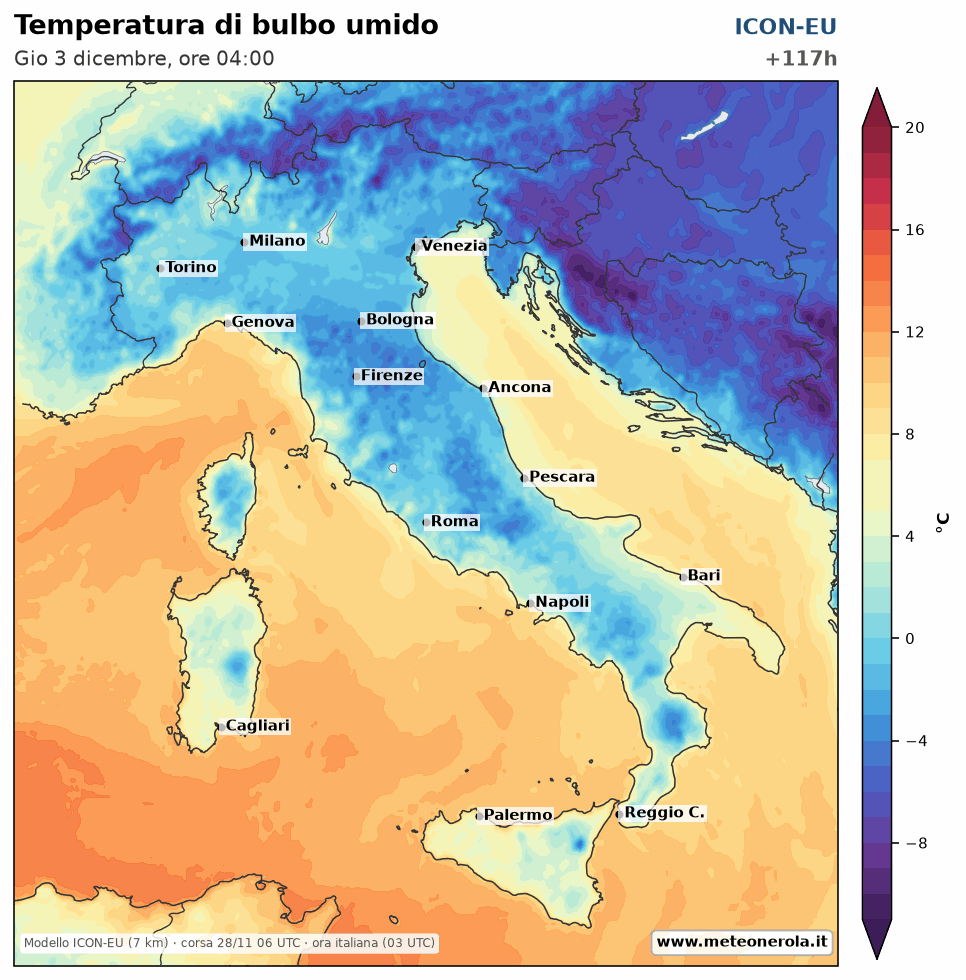 Temperatura di bulbo umido
ICON-EU
Gio 3 dicembre, ore 04:00
+117h
20
16
12
8
4
0
−4
−8
°C
Milano
Venezia
Torino
Genova
Bologna
Firenze
Ancona
Pescara
Roma
Bari
Napoli
Cagliari
Palermo
Reggio C.
Modello ICON-EU (7 km) · corsa 28/11 06 UTC · ora italiana (03 UTC)
www.meteonerola.it